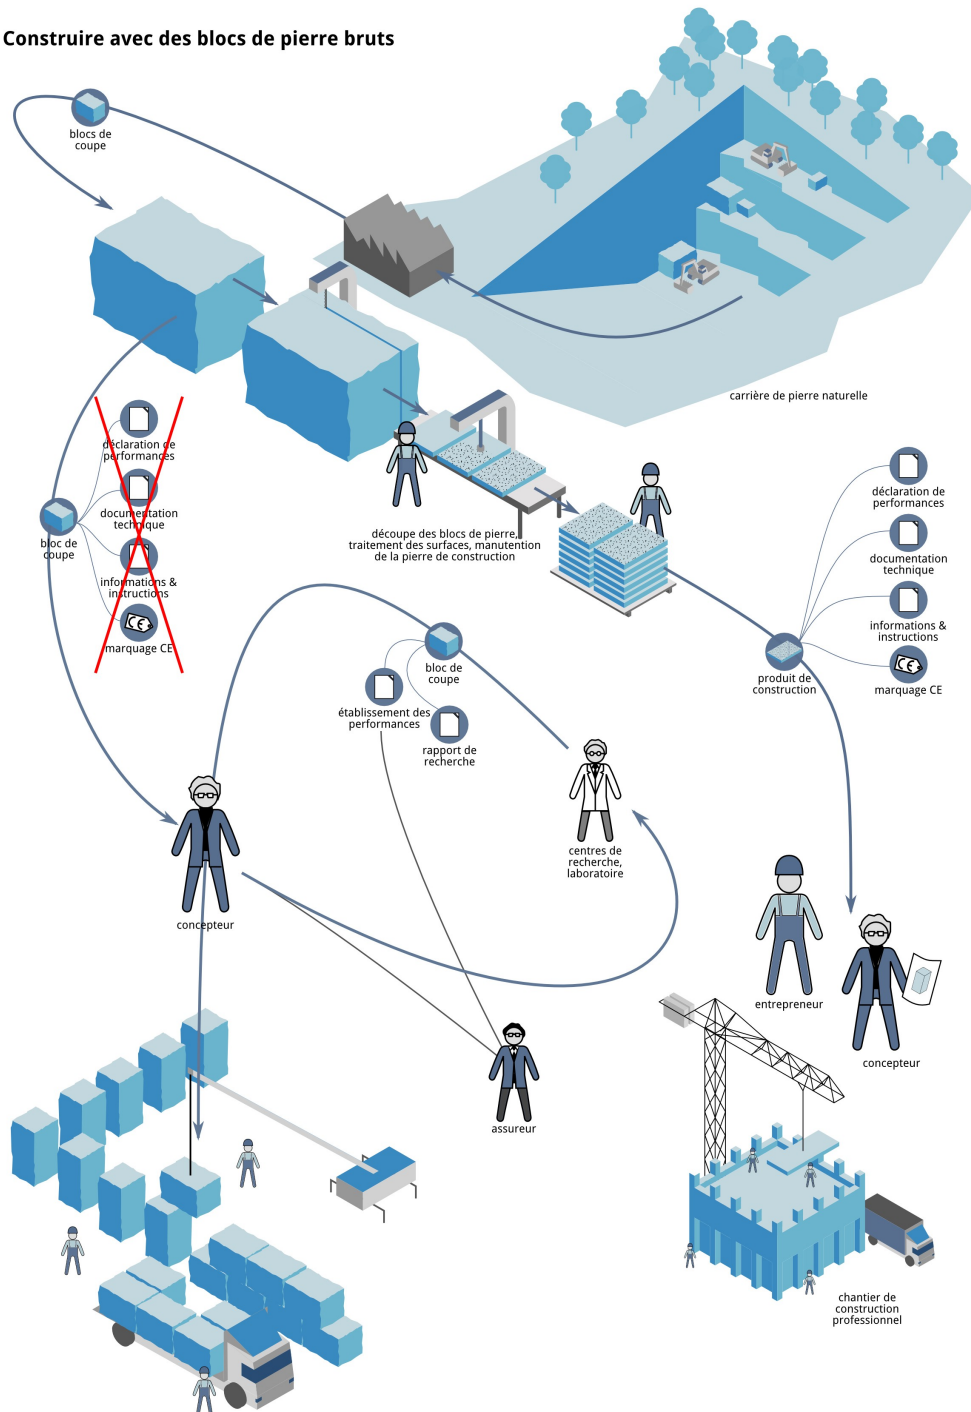 Construire avec des blocs de pierre bruts
blocs de
coupe
carrière de pierre naturelle
déclaration de
performances
documentation
technique
informations &
instructions
marquage CE
bloc de
coupe
découpe des blocs de pierre,
traitement des surfaces, manutention
de la pierre de construction
déclaration de
performances
documentation
technique
informations &
instructions
marquage CE
produit de
construction
bloc de
coupe
établissement des
performances
rapport de
recherche
centres de
recherche,
laboratoire
concepteur
entrepreneur
concepteur
assureur
chantier de
construction
professionnel